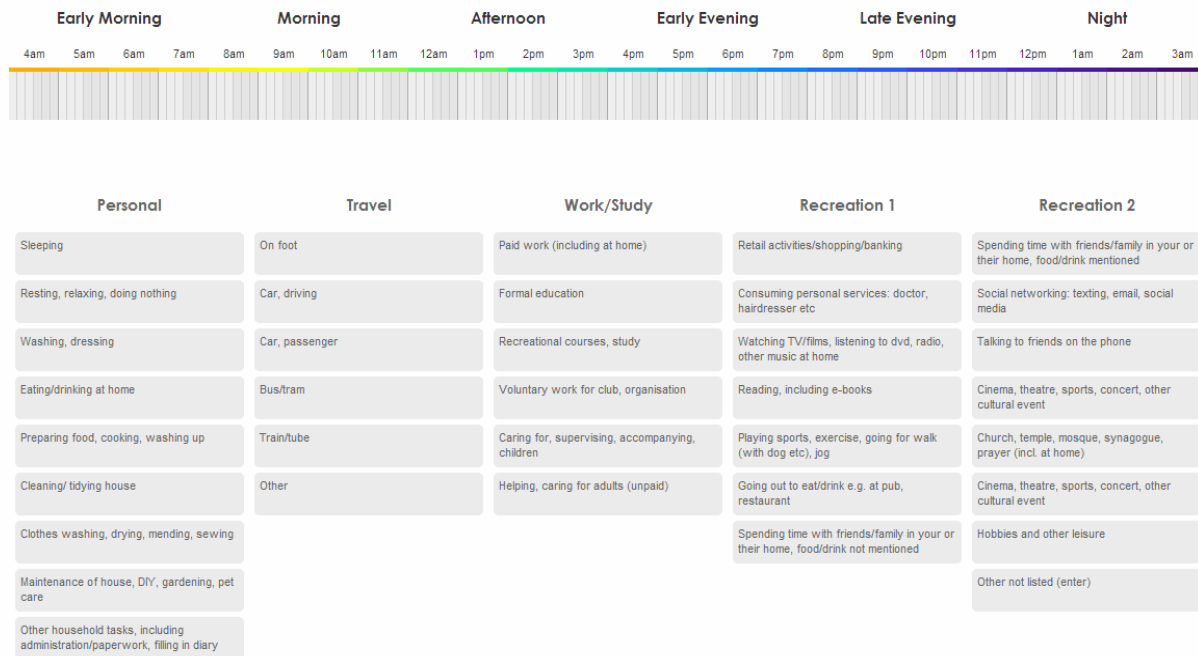 Early Morning Morning Afternoon Early Evening Late Evening Night
4am 5am 6am 7am 8am 9am 10am 11am 12am 1pm 2pm 3pm 4pm 5pm 6pm 7pm 8pm 9pm 10pm 11pm 12pm 1am 2am 3am
Personal
Sleeping
Resting, relaxing, doing nothing
Washing, dressing
Eating/drinking at home
Preparing food, cooking, washing up
Cleaning/ tidying house
Clothes washing, drying, mending, sewing
Maintenance of house, DIY, gardening, pet
care
Other household tasks, including
administration/paperwork, filling in diary
Travel
On foot
Car, driving
Car, passenger
Bus/tram
Train/tube
Other
Work/Study
Paid work (including at home)
Formal education
Recreational courses, study
Voluntary work for club, organisation
Caring for, supervising, accompanying,
children
Helping, caring for adults (unpaid)
Recreation 1
Retail activities/shopping/banking
Consuming personal services: doctor,
hairdresser etc
Watching TV/films, listening to dvd, radio,
other music at home
Reading, including e-books
Playing sports, exercise, going for walk
(with dog etc), jog
Going out to eat/drink e.g. at pub,
restaurant
Spending time with friends/family in your or
their home, food/drink not mentioned
Recreation 2
Spending time with friends/family in your or
their home, food/drink mentioned
Social networking: texting, email, social
media
Talking to friends on the phone
Cinema, theatre, sports, concert, other
cultural event
Church, temple, mosque, synagogue,
prayer (incl. at home)
Cinema, theatre, sports, concert, other
cultural event
Hobbies and other leisure
Other not listed (enter)